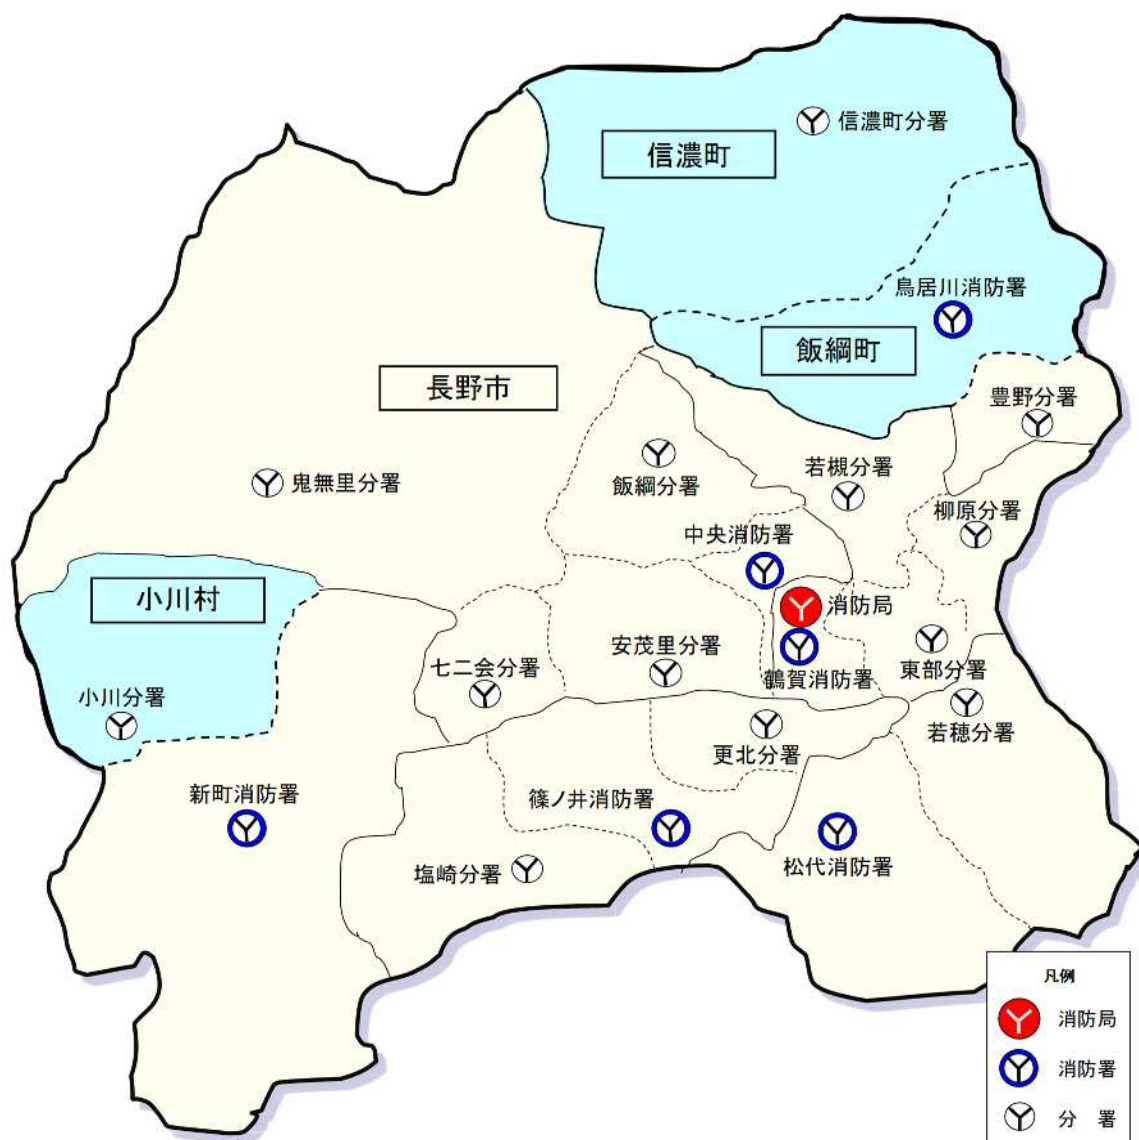 信濃町分署
信濃町
鳥居川消防署
飯綱町
長野市
豊野分署
鬼無里分署
飯綱分署
若槻分署
柳原分署
中央消防署
小川村
消防局
安茂里分署
七二会分署
鶴賀消防署
東部分署
小川分署
若穂分署
更北分署
新町消防署
篠ノ井消防署
塩崎分署
松代消防署
凡例
消防局
消防署
分 署